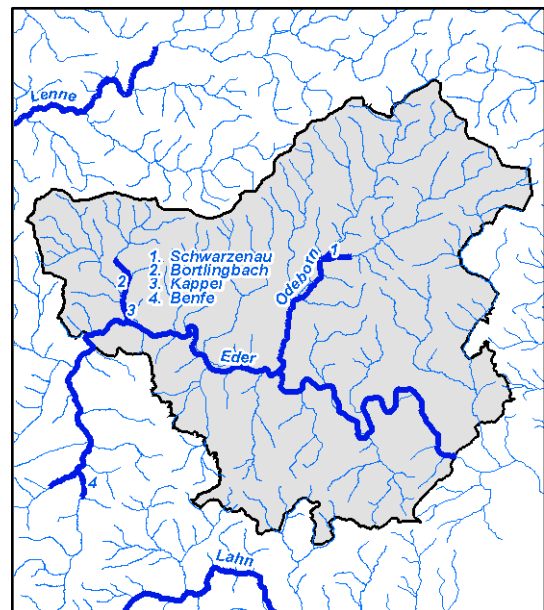 Lenne
1. Schwarzenau
2. Bortlingbach
3. Kappel
4. Benfe
Odeborn
1
2
3
Eder
4
Lahn